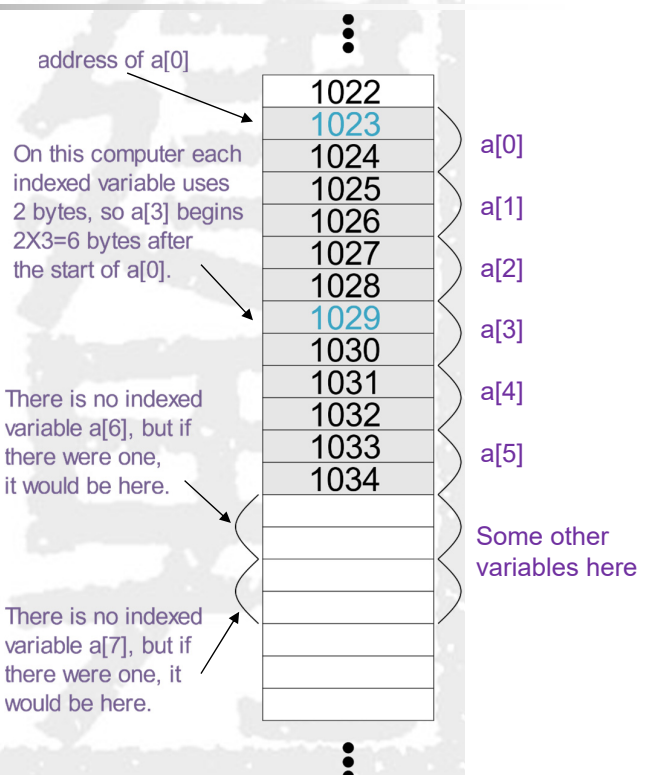 address of a[0]
1022
1023
1024
a[0]
On this computer each
indexed variable uses
2 bytes, so a[3] begins
2X3=6 bytes after
the start of a[0].
1025
1026
a[1]
1027
1028
a[2]
1029
1030
a[3]
1031
1032
a[4]
1033
1034
a[5]
There is no indexed
variable a[6], but if
there were one,
it would be here.
Some other
variables here
There is no indexed
variable a[7], but if
there were one, it
would be here.